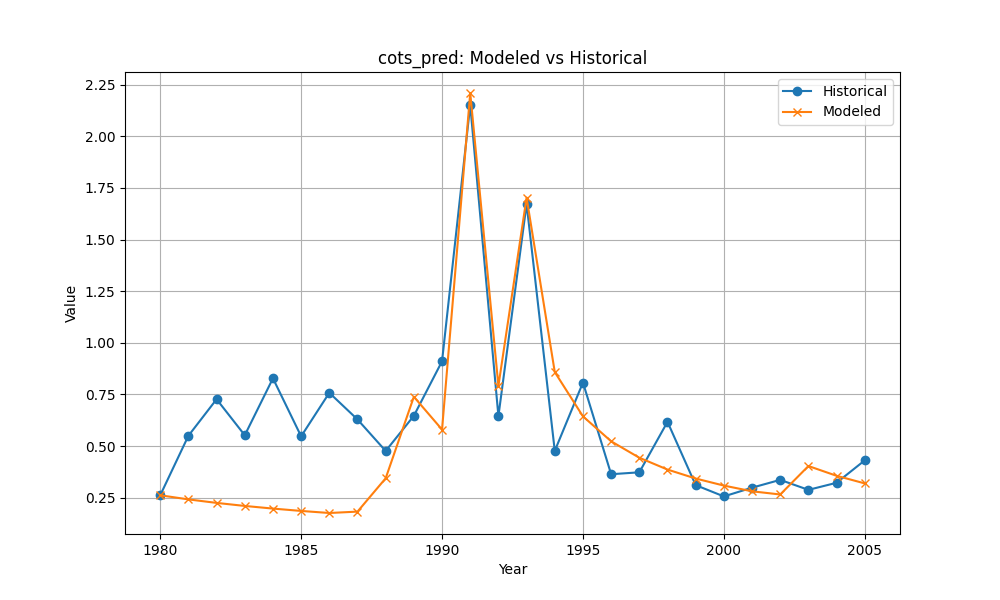 cots_pred: Modeled vs Historical
Historical
Modeled
Value
2.25
2.00
1.75
1.50
1.25
1.00
0.75
0.50
0.25
1980 1985 1990 1995 2000 2005
Year